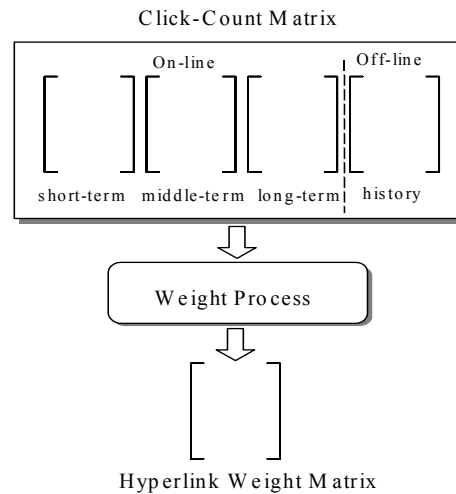 Click-Count Matrix
On-line Off-line
short-term middle-term long-term history
Weight Process
Hyperlink Weight Matrix